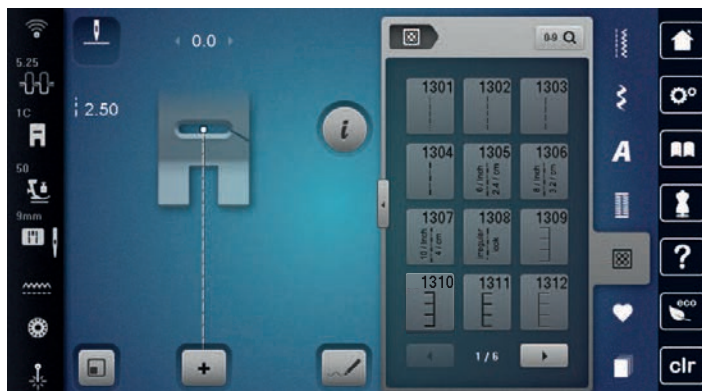 5.25
1C
50
9mm
0.0
2.50
i
0-9
1301 1302 1303
1304 1305 1306
6 / inch
2.4 / cm
8 / inch
3.2 / cm
1307 1308 1309
10 / inch
4 / cm
irregular
look
1310 1311 1312
1 / 6
A
?
eco
clr